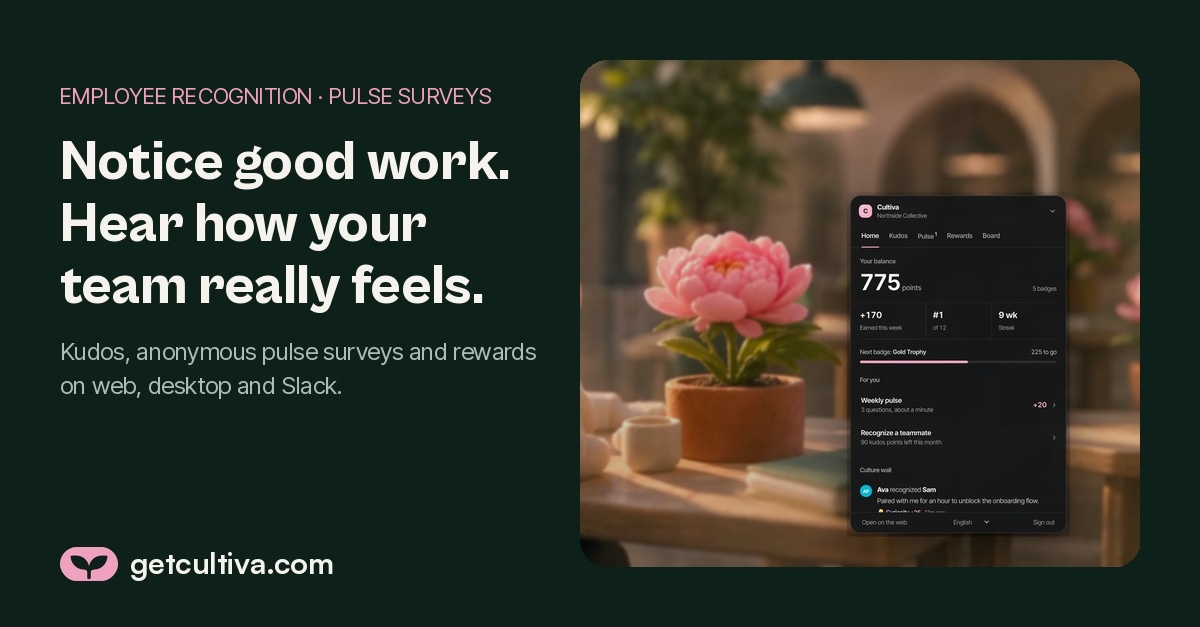 EMPLOYEE RECOGNITION · PULSE SURVEYS
Notice good work.
Hear how your
team really feels.
Kudos, anonymous pulse surveys and rewards
on web, desktop and Slack.
getcultiva.com
C
Cultiva
Northside Collective
Home Kudos Pulse 1 Rewards Board
Your balance
775 points 5 badges
+170 #1 9 wk
Earned this week of 12 Streak
Next badge: Gold Trophy 225 to go
For you
Weekly pulse
3 questions, about a minute
+20
Recognize a teammate
90 kudos points left this month
Culture wall
AP
Ava recognized Sam
Paired with me for an hour to unblock the onboarding flow.
Open on the web English Sign out